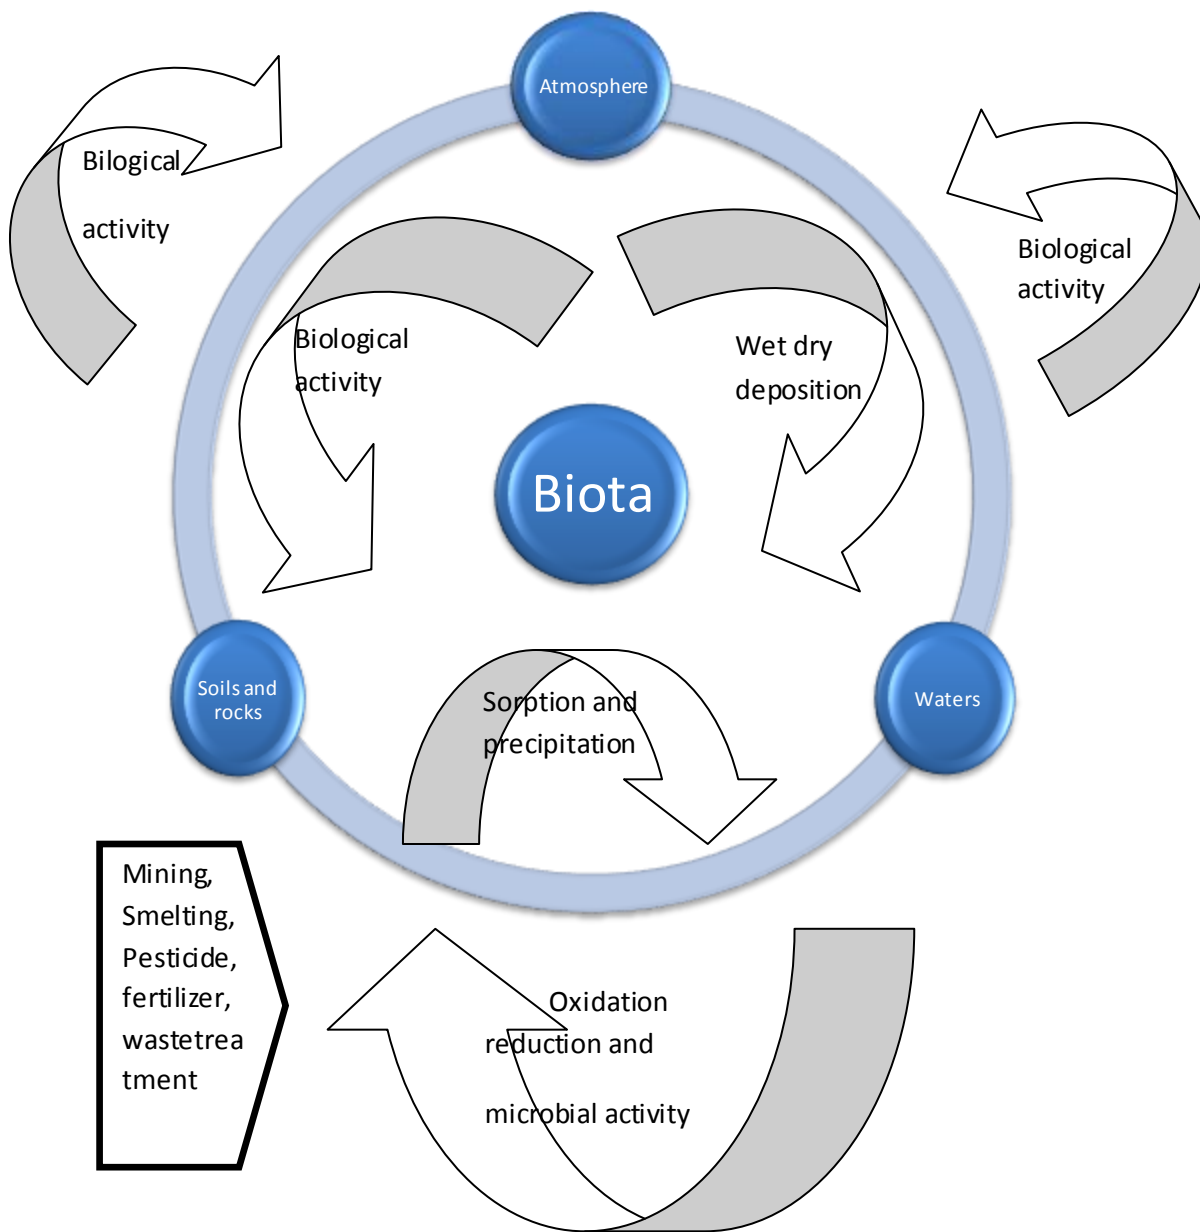 Atmosphere
Bilogical
activity
Biological
activity
Biological
activity
Wet dry
deposition
Biota
Soils and
rocks
Sorption and
precipitation
Waters
Mining,
Smelting,
Pesticide,
fertilizer,
wastetrea
tment
Oxidation
reduction and
microbial activity